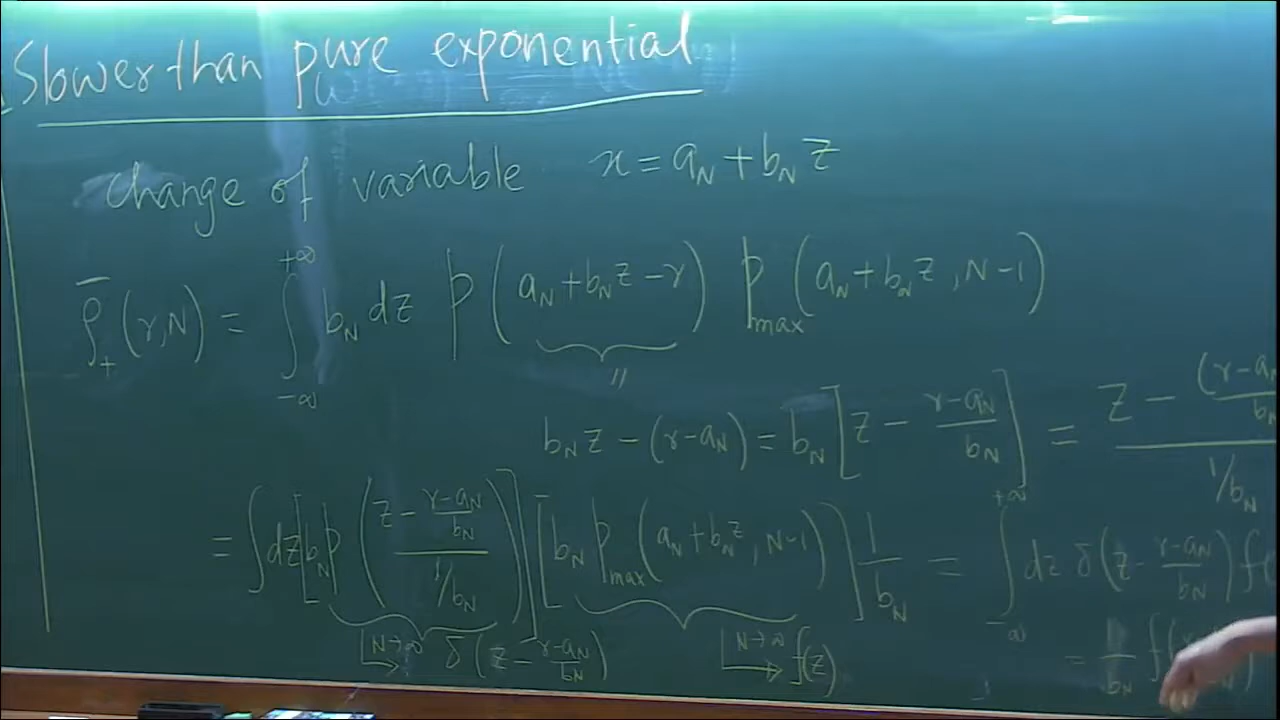 Slower than pure exponential
change of variable x = a_N + b_N z
ρ̄_+(r,N) = ∫_{-∞}^{+∞} b_N dz p(a_N + b_N z - r) p_max(a_N + b_N z, N-1)
||
b_N z - (r - a_N) = b_N [z - (r - a_N)/b_N] = (z - (r - a_N)/b_N)/(1/b_N)
= ∫ dz [b_N p((z - (r - a_N)/b_N)/(1/b_N))] [b_N p_max(a_N + b_N z, N-1)] 1/b_N = ∫_{-∞}^{+∞} dz δ(z - (r - a_N)/b_N) f(
N→∞ → δ(z - (r - a_N)/b_N) N→∞ → f(z) = 1/b_N f(